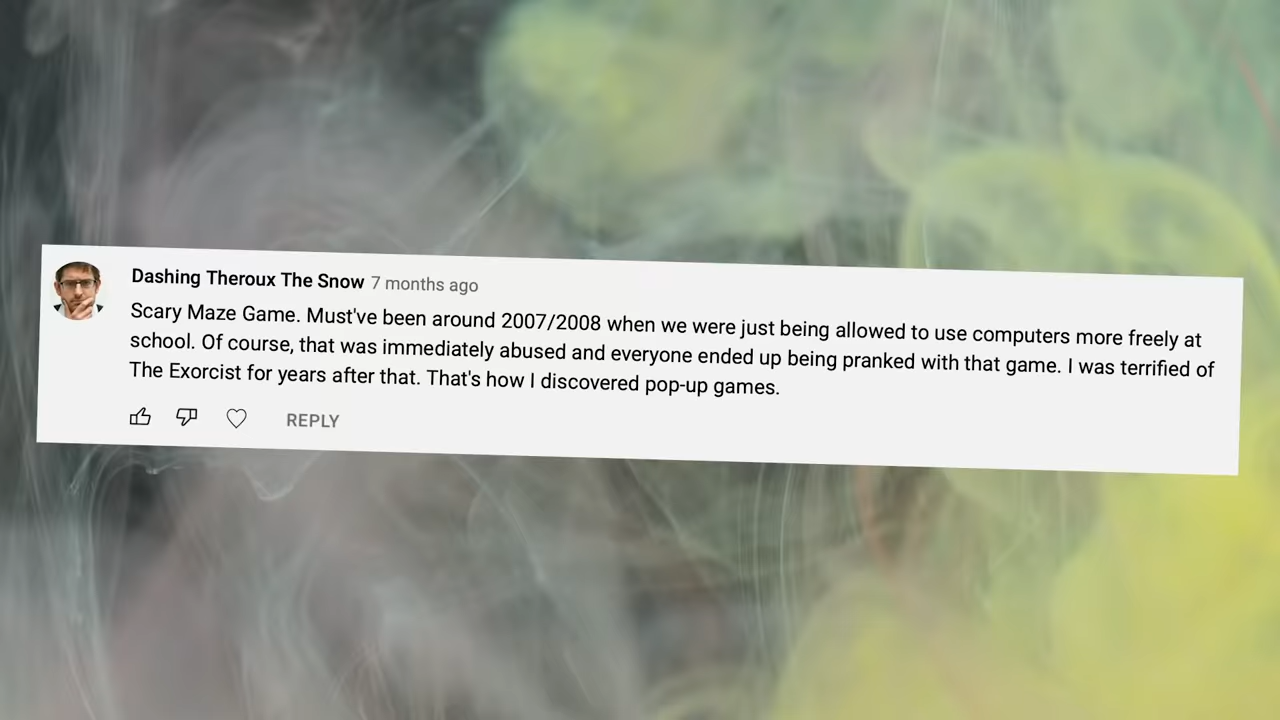 Dashing Theroux The Snow 7 months ago
Scary Maze Game. Must've been around 2007/2008 when we were just being allowed to use computers more freely at
school. Of course, that was immediately abused and everyone ended up being pranked with that game. I was terrified of
The Exorcist for years after that. That's how I discovered pop-up games.
REPLY